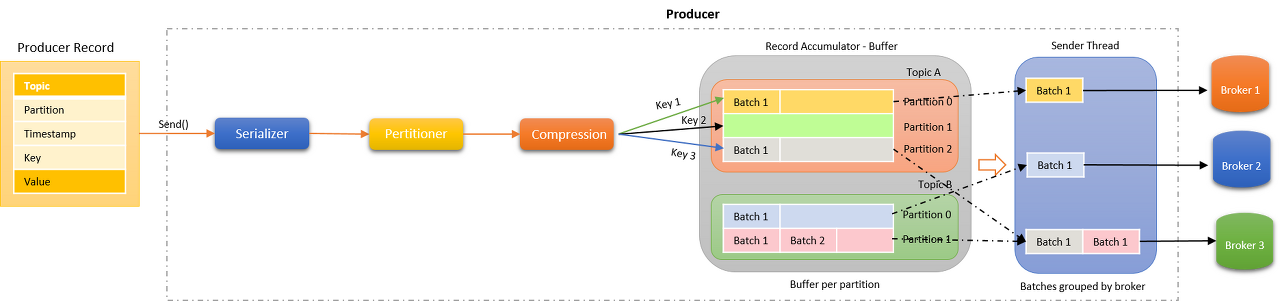 Producer
Producer Record
Topic
Partition
Timestamp
Key
Value
Send()
Serializer
Pertitioner
Compression
Key 1
Key 2
Key 3
Record Accumulator - Buffer
Topic A
Batch 1
Partition 0
Partition 1
Batch 1
Partition 2
Topic B
Batch 1
Partition 0
Batch 1 Batch 2
Partition 1
Buffer per partition
Sender Thread
Batch 1
Batch 1
Batch 1 Batch 1
Batches grouped by broker
Broker 1
Broker 2
Broker 3